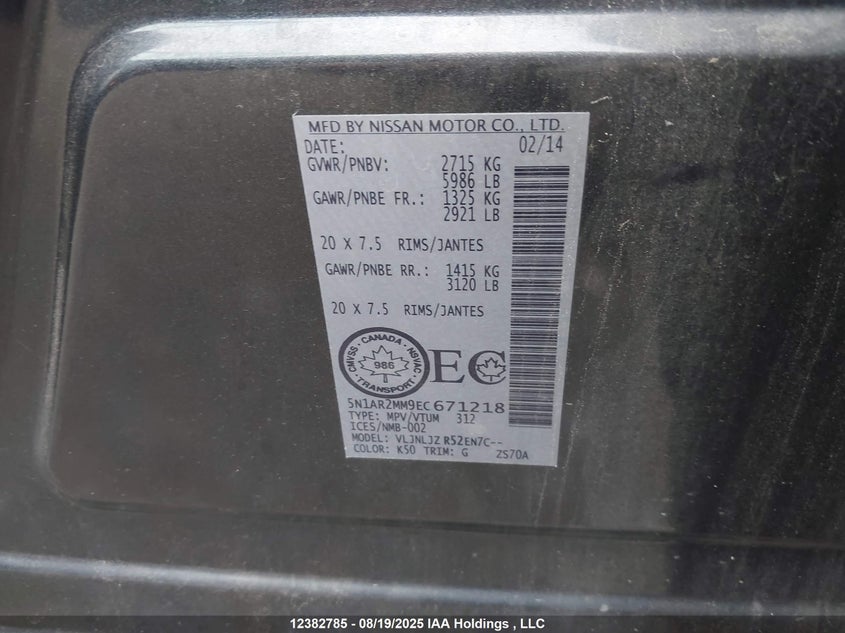 MFD BY NISSAN MOTOR CO., LTD.
DATE: 02/14
GVWR/PNBV: 2715 KG
5986 LB
GAWR/PNBE FR.: 1325 KG
2921 LB
20 X 7.5 RIMS/JANTES
GAWR/PNBE RR.: 1415 KG
3120 LB
20 X 7.5 RIMS/JANTES
CANADA
CMVSS · NSVAC
986
TRANSPORT
EC
5N1AR2MM9EC671218
TYPE: MPV/VTUM 312
ICES/NMB-002
MODEL: VLJNLJZ R52EN7C--
COLOR: K50 TRIM: G ZS70A
12382785 - 08/19/2025 IAA Holdings , LLC